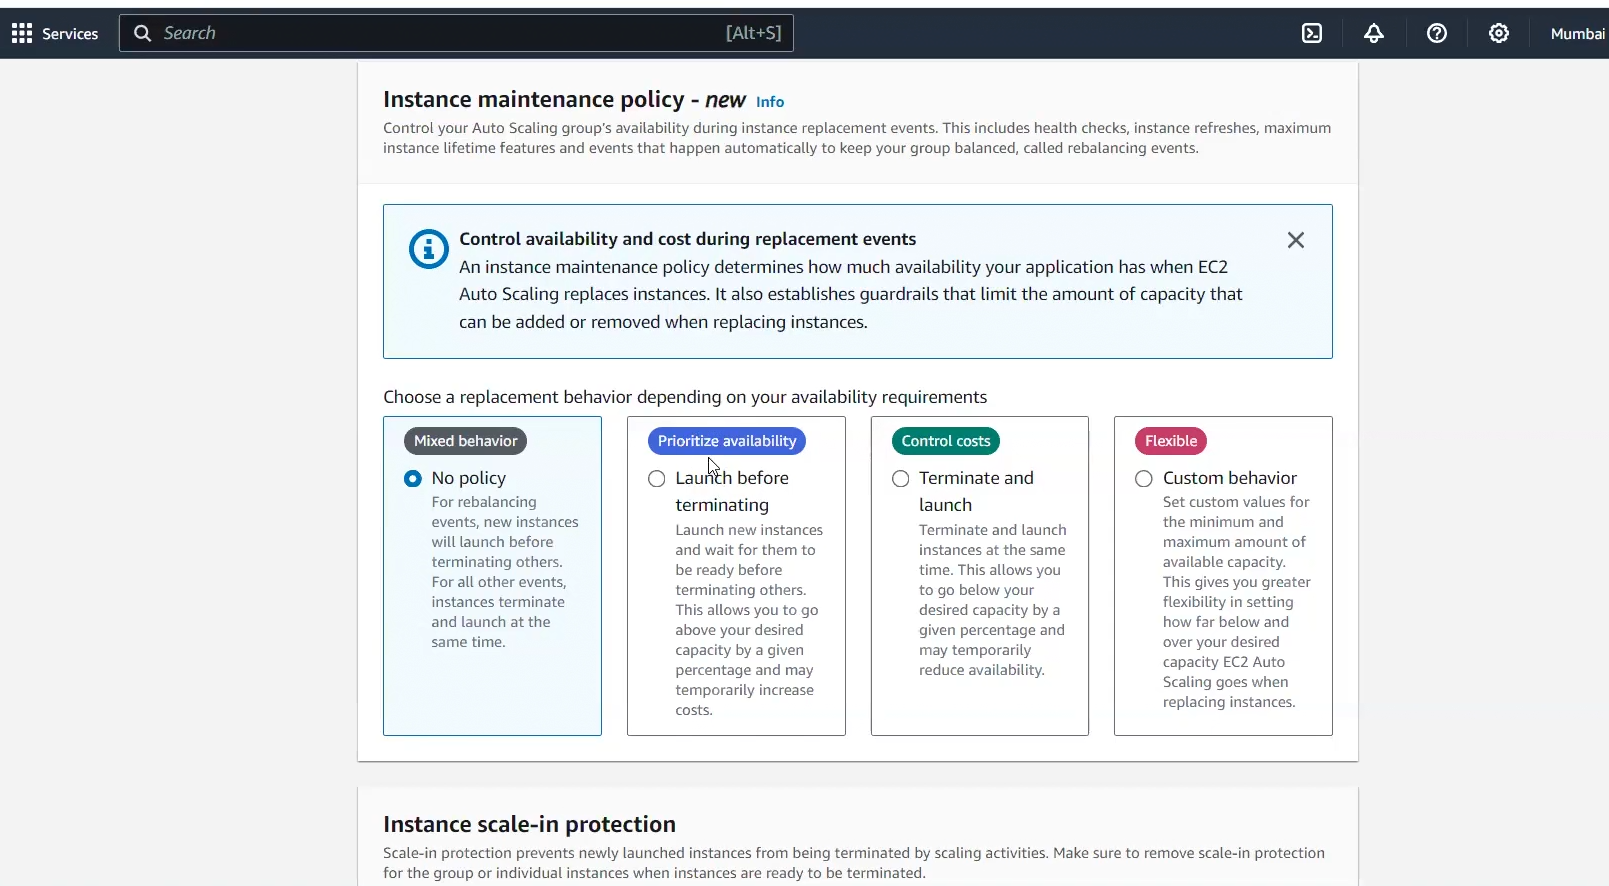 Services
Search
[Alt+S]
Mumbai
Instance maintenance policy - new Info
Control your Auto Scaling group's availability during instance replacement events. This includes health checks, instance refreshes, maximum
instance lifetime features and events that happen automatically to keep your group balanced, called rebalancing events.
Control availability and cost during replacement events
An instance maintenance policy determines how much availability your application has when EC2
Auto Scaling replaces instances. It also establishes guardrails that limit the amount of capacity that
can be added or removed when replacing instances.
Choose a replacement behavior depending on your availability requirements
Mixed behavior
No policy
For rebalancing
events, new instances
will launch before
terminating others.
For all other events,
instances terminate
and launch at the
same time.
Prioritize availability
Launch before
terminating
Launch new instances
and wait for them to
be ready before
terminating others.
This allows you to go
above your desired
capacity by a given
percentage and may
temporarily increase
costs.
Control costs
Terminate and
launch
Terminate and launch
instances at the same
time. This allows you
to go below your
desired capacity by a
given percentage and
may temporarily
reduce availability.
Flexible
Custom behavior
Set custom values for
the minimum and
maximum amount of
available capacity.
This gives you greater
flexibility in setting
how far below and
over your desired
capacity EC2 Auto
Scaling goes when
replacing instances.
Instance scale-in protection
Scale-in protection prevents newly launched instances from being terminated by scaling activities. Make sure to remove scale-in protection
for the group or individual instances when instances are ready to be terminated.